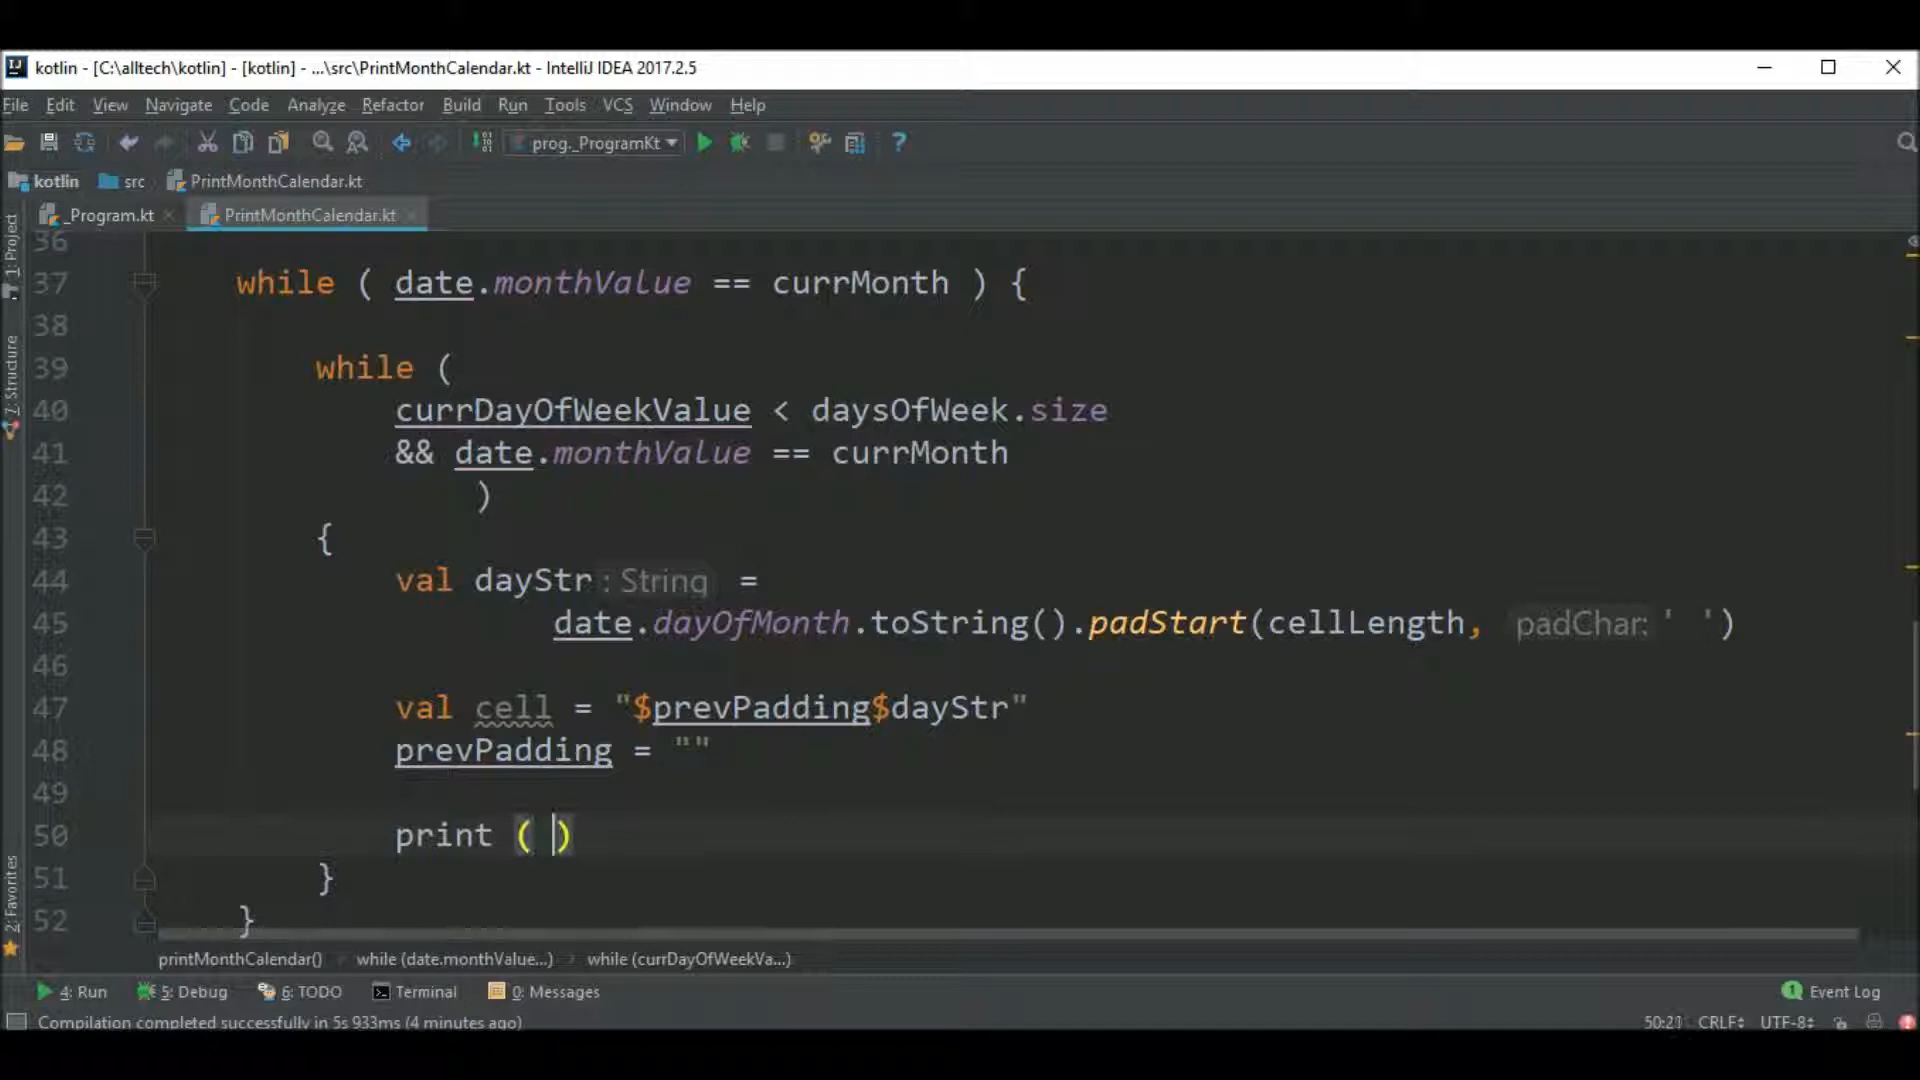 kotlin - [C:\alltech\kotlin] - [kotlin] - ...\src\PrintMonthCalendar.kt - IntelliJ IDEA 2017.2.5
File Edit View Navigate Code Analyze Refactor Build Run Tools VCS Window Help
prog._ProgramKt
kotlin src PrintMonthCalendar.kt
_Program.kt PrintMonthCalendar.kt
1: Project
7: Structure
2: Favorites
36
37 while ( date.monthValue == currMonth ) {
38
39 while (
40 currDayOfWeekValue < daysOfWeek.size
41 && date.monthValue == currMonth
42 )
43 {
44 val dayStr : String =
45 date.dayOfMonth.toString().padStart(cellLength, padChar: ' ')
46
47 val cell = "$prevPadding$dayStr"
48 prevPadding = ""
49
50 print ( )
51 }
52 }
printMonthCalendar() while (date.monthValue...) while (currDayOfWeekVa...)
4: Run 5: Debug 6: TODO Terminal 0: Messages 1 Event Log
Compilation completed successfully in 5s 933ms (4 minutes ago) 50:21 CRLF UTF-8